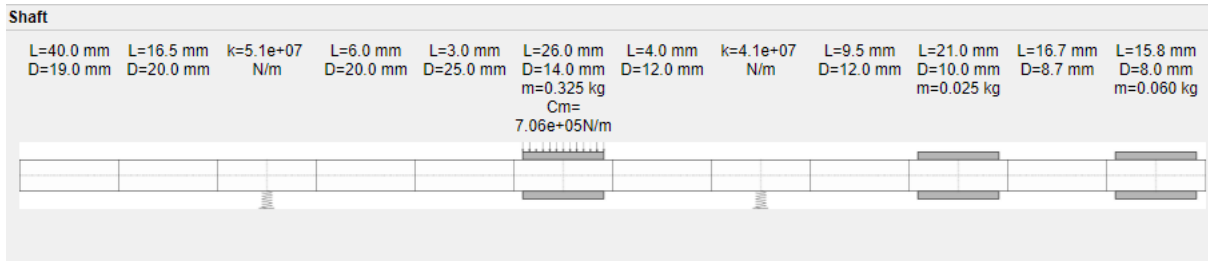 Shaft
L=40.0 mm L=16.5 mm k=5.1e+07 L=6.0 mm L=3.0 mm L=26.0 mm L=4.0 mm k=4.1e+07 L=9.5 mm L=21.0 mm L=16.7 mm L=15.8 mm
D=19.0 mm D=20.0 mm N/m D=20.0 mm D=25.0 mm D=14.0 mm D=12.0 mm N/m D=12.0 mm D=10.0 mm D=8.7 mm D=8.0 mm
m=0.325 kg m=0.025 kg m=0.060 kg
Cm=
7.06e+05N/m